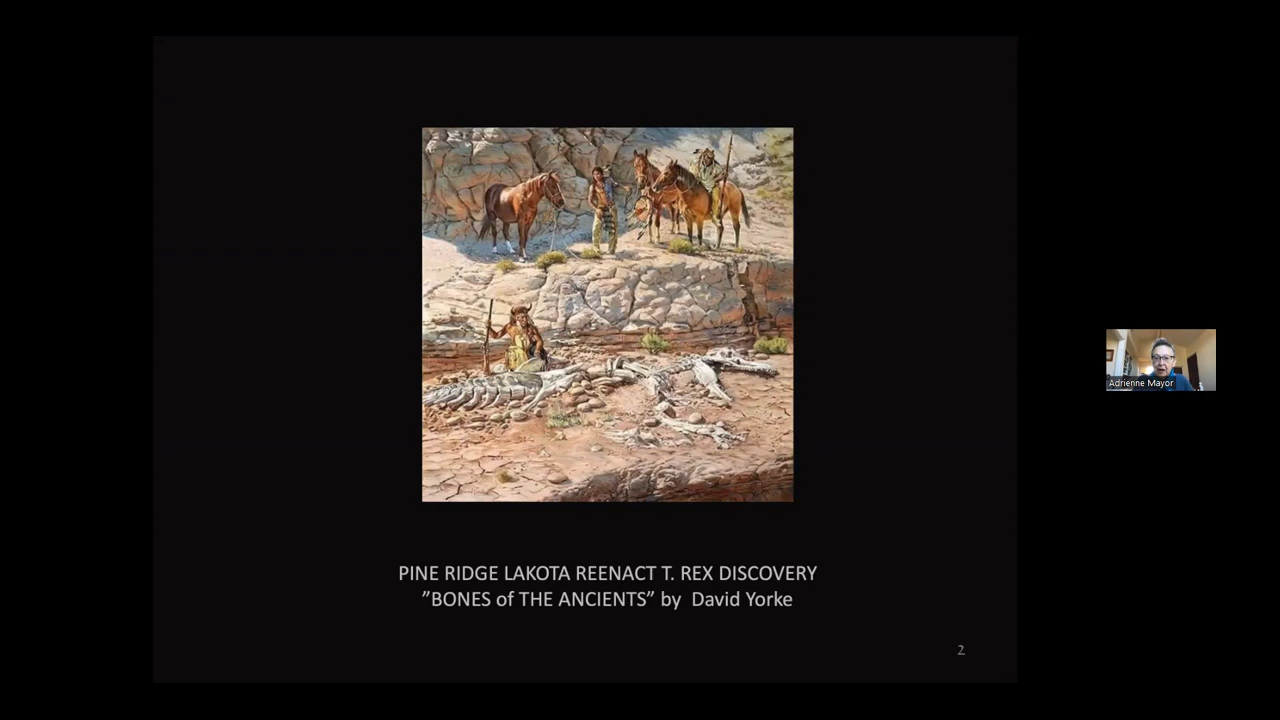 PINE RIDGE LAKOTA REENACT T. REX DISCOVERY
”BONES of THE ANCIENTS” by David Yorke
2
Adrienne Mayor